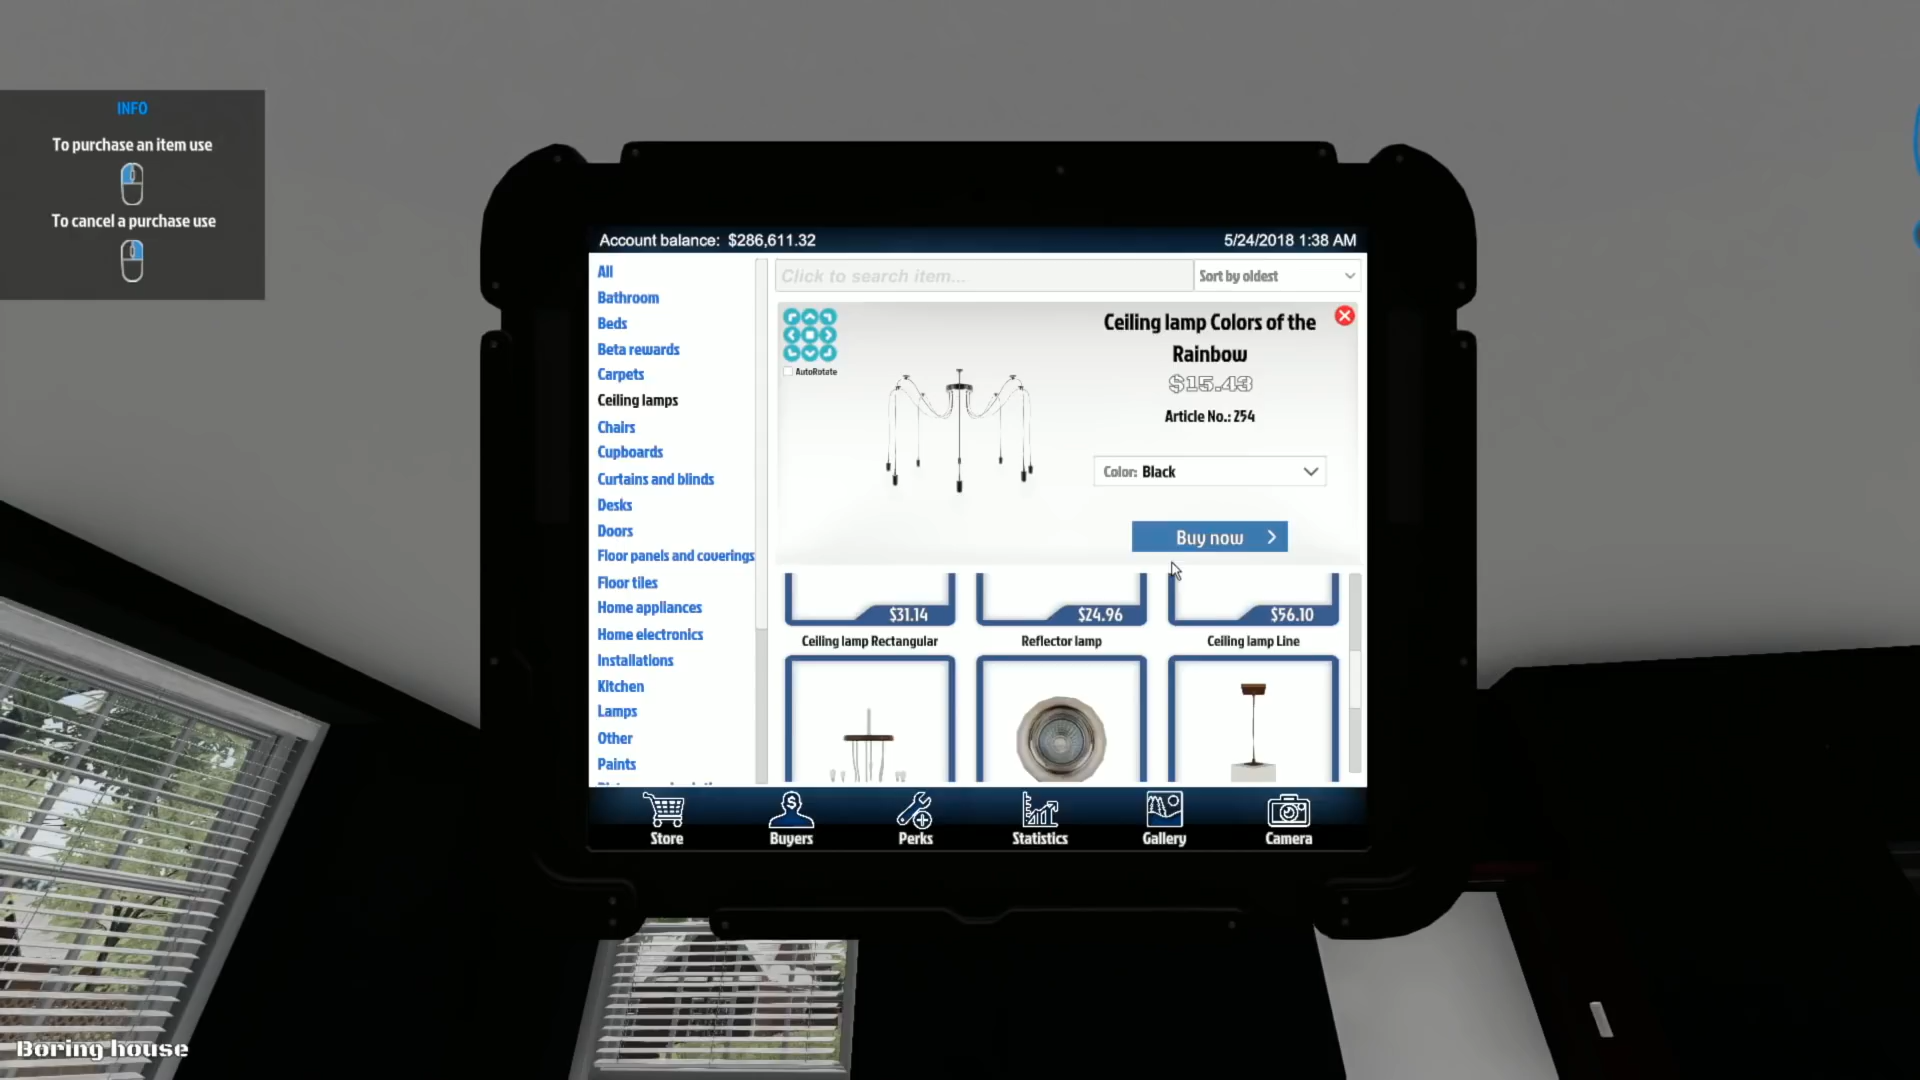 INFO
To purchase an item use
To cancel a purchase use
Account balance: $286,611.32
5/24/2018 1:38 AM
All
Bathroom
Beds
Beta rewards
Carpets
Ceiling lamps
Chairs
Cupboards
Curtains and blinds
Desks
Doors
Floor panels and coverings
Floor tiles
Home appliances
Home electronics
Installations
Kitchen
Lamps
Other
Paints
Click to search item...
Sort by oldest
AutoRotate
Ceiling lamp Colors of the
Rainbow
$15.43
Article No.: 254
Color: Black
Buy now
$31.14
$24.96
$56.10
Ceiling lamp Rectangular
Reflector lamp
Ceiling lamp Line
Store
Buyers
Perks
Statistics
Gallery
Camera
Boring house